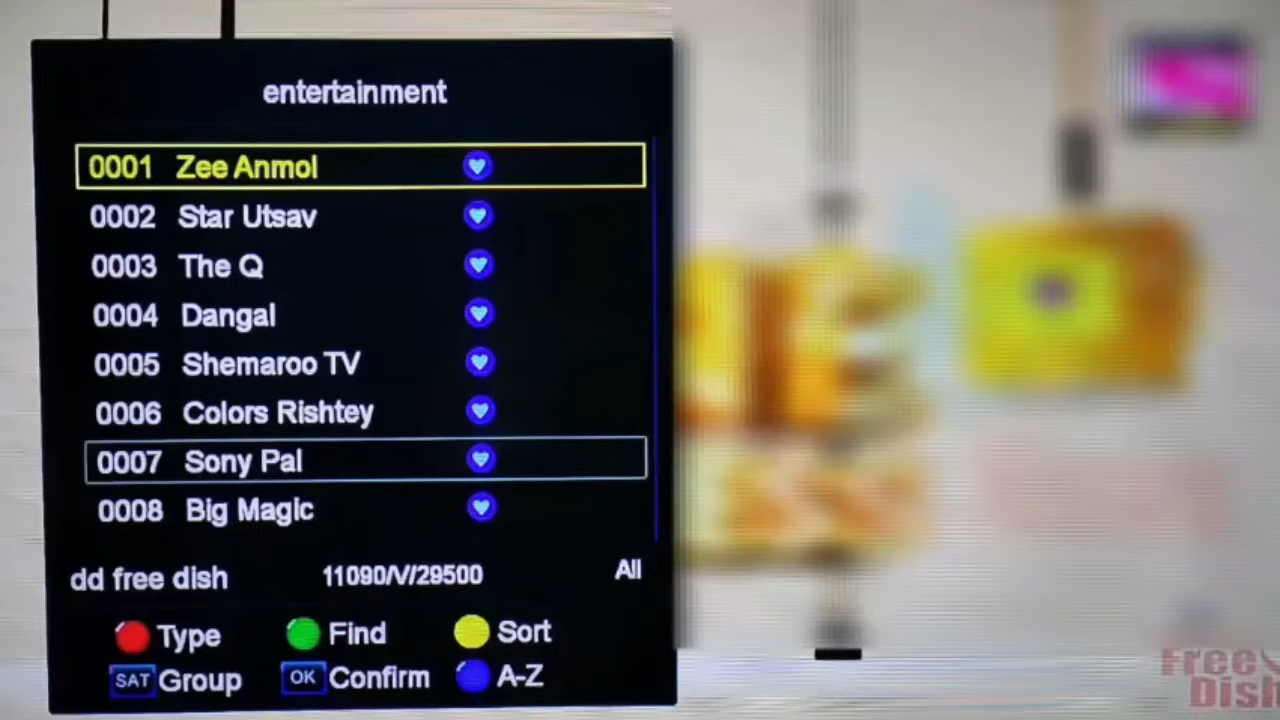 entertainment
0001 Zee Anmol
0002 Star Utsav
0003 The Q
0004 Dangal
0005 Shemaroo TV
0006 Colors Rishtey
0007 Sony Pal
0008 Big Magic
dd free dish 11090/V/29500 All
Type Find Sort
SAT Group OK Confirm A-Z
Free
Dish